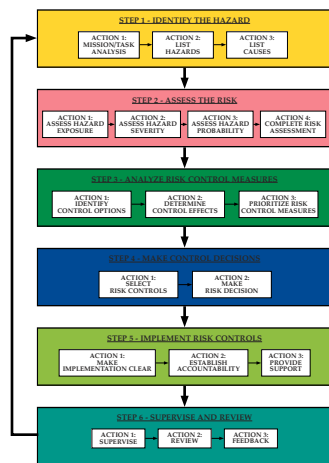 STEP 1 - IDENTIFY THE HAZARD
ACTION 1:
MISSION/TASK
ANALYSIS
ACTION 2:
LIST
HAZARDS
ACTION 3:
LIST
CAUSES
STEP 2 - ASSESS THE RISK
ACTION 1:
ASSESS HAZARD
EXPOSURE
ACTION 2:
ASSESS HAZARD
SEVERITY
ACTION 3:
ASSESS HAZARD
PROBABILITY
ACTION 4:
COMPLETE RISK
ASSESSMENT
STEP 3 - ANALYZE RISK CONTROL MEASURES
ACTION 1:
IDENTIFY
CONTROL OPTIONS
ACTION 2:
DETERMINE
CONTROL EFFECTS
ACTION 3:
PRIORITIZE RISK
CONTROL MEASURES
STEP 4 - MAKE CONTROL DECISIONS
ACTION 1:
SELECT
RISK CONTROLS
ACTION 2:
MAKE
RISK DECISION
STEP 5 - IMPLEMENT RISK CONTROLS
ACTION 1:
MAKE
IMPLEMENTATION CLEAR
ACTION 2:
ESTABLISH
ACCOUNTABILITY
ACTION 3:
PROVIDE
SUPPORT
STEP 6 - SUPERVISE AND REVIEW
ACTION 1:
SUPERVISE
ACTION 2:
REVIEW
ACTION 3:
FEEDBACK